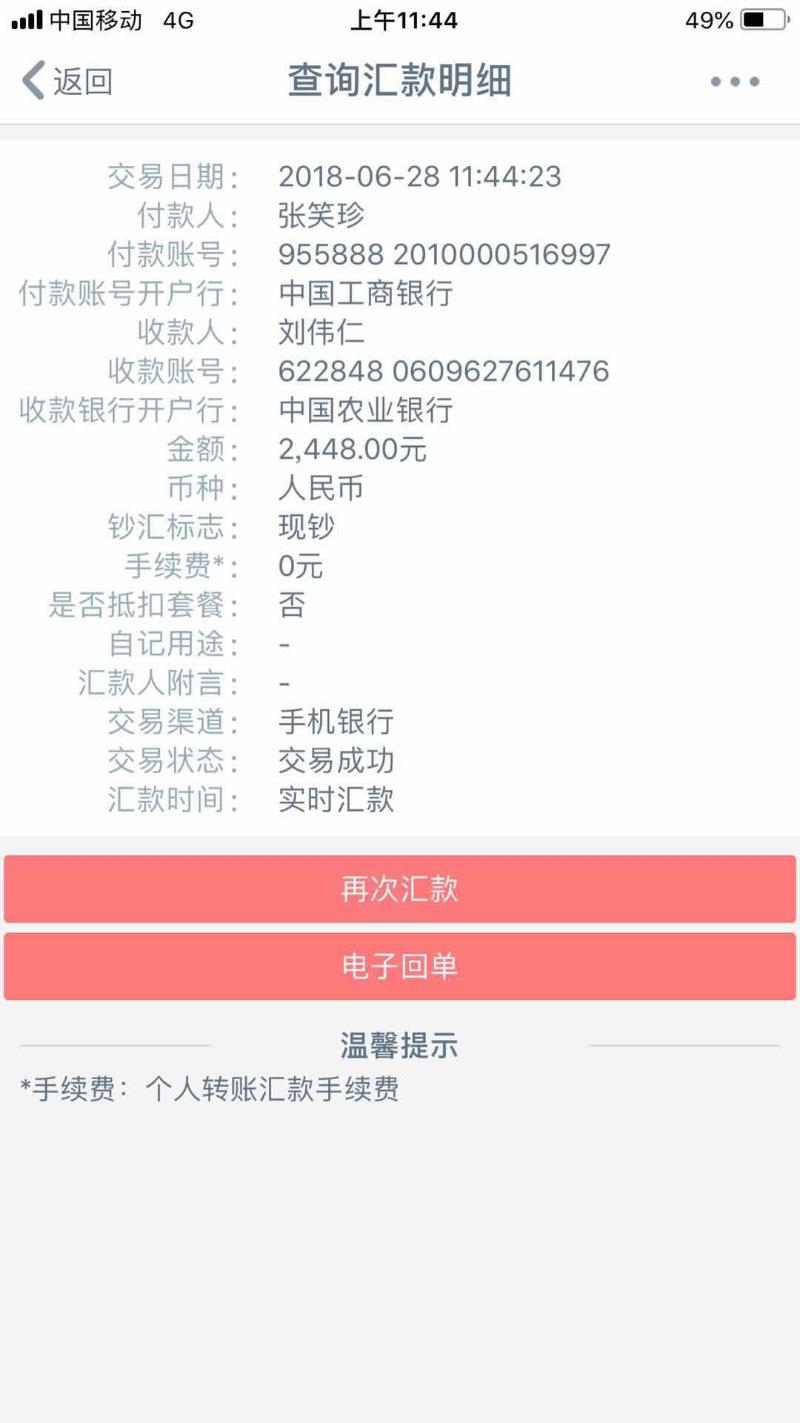 中国移动 4G 上午11:44 49%
返回 查询汇款明细
交易日期： 2018-06-28 11:44:23
付款人： 张笑珍
付款账号： 955888 2010000516997
付款账号开户行： 中国工商银行
收款人： 刘伟仁
收款账号： 622848 0609627611476
收款银行开户行： 中国农业银行
金额： 2,448.00元
币种： 人民币
钞汇标志： 现钞
手续费*： 0元
是否抵扣套餐： 否
自记用途： -
汇款人附言： -
交易渠道： 手机银行
交易状态： 交易成功
汇款时间： 实时汇款
再次汇款
电子回单
温馨提示
*手续费：个人转账汇款手续费